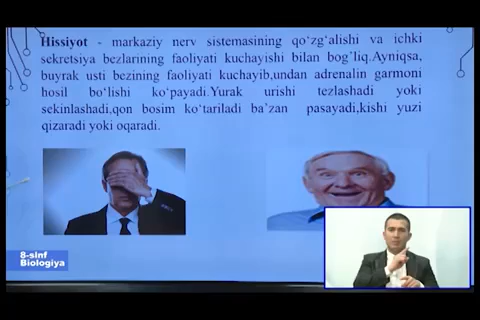 Hissiyot - markaziy nerv sistemasining qo‘zg‘alishi va ichki
sekretsiya bezlarining faoliyati kuchayishi bilan bog‘liq.Ayniqsa,
buyrak usti bezining faoliyati kuchayib,undan adrenalin garmoni
hosil bo‘lishi ko‘payadi.Yurak urishi tezlashadi yoki
sekinlashadi,qon bosim ko‘tariladi ba’zan pasayadi,kishi yuzi
qizaradi yoki oqaradi.
8-sinf
Biologiya